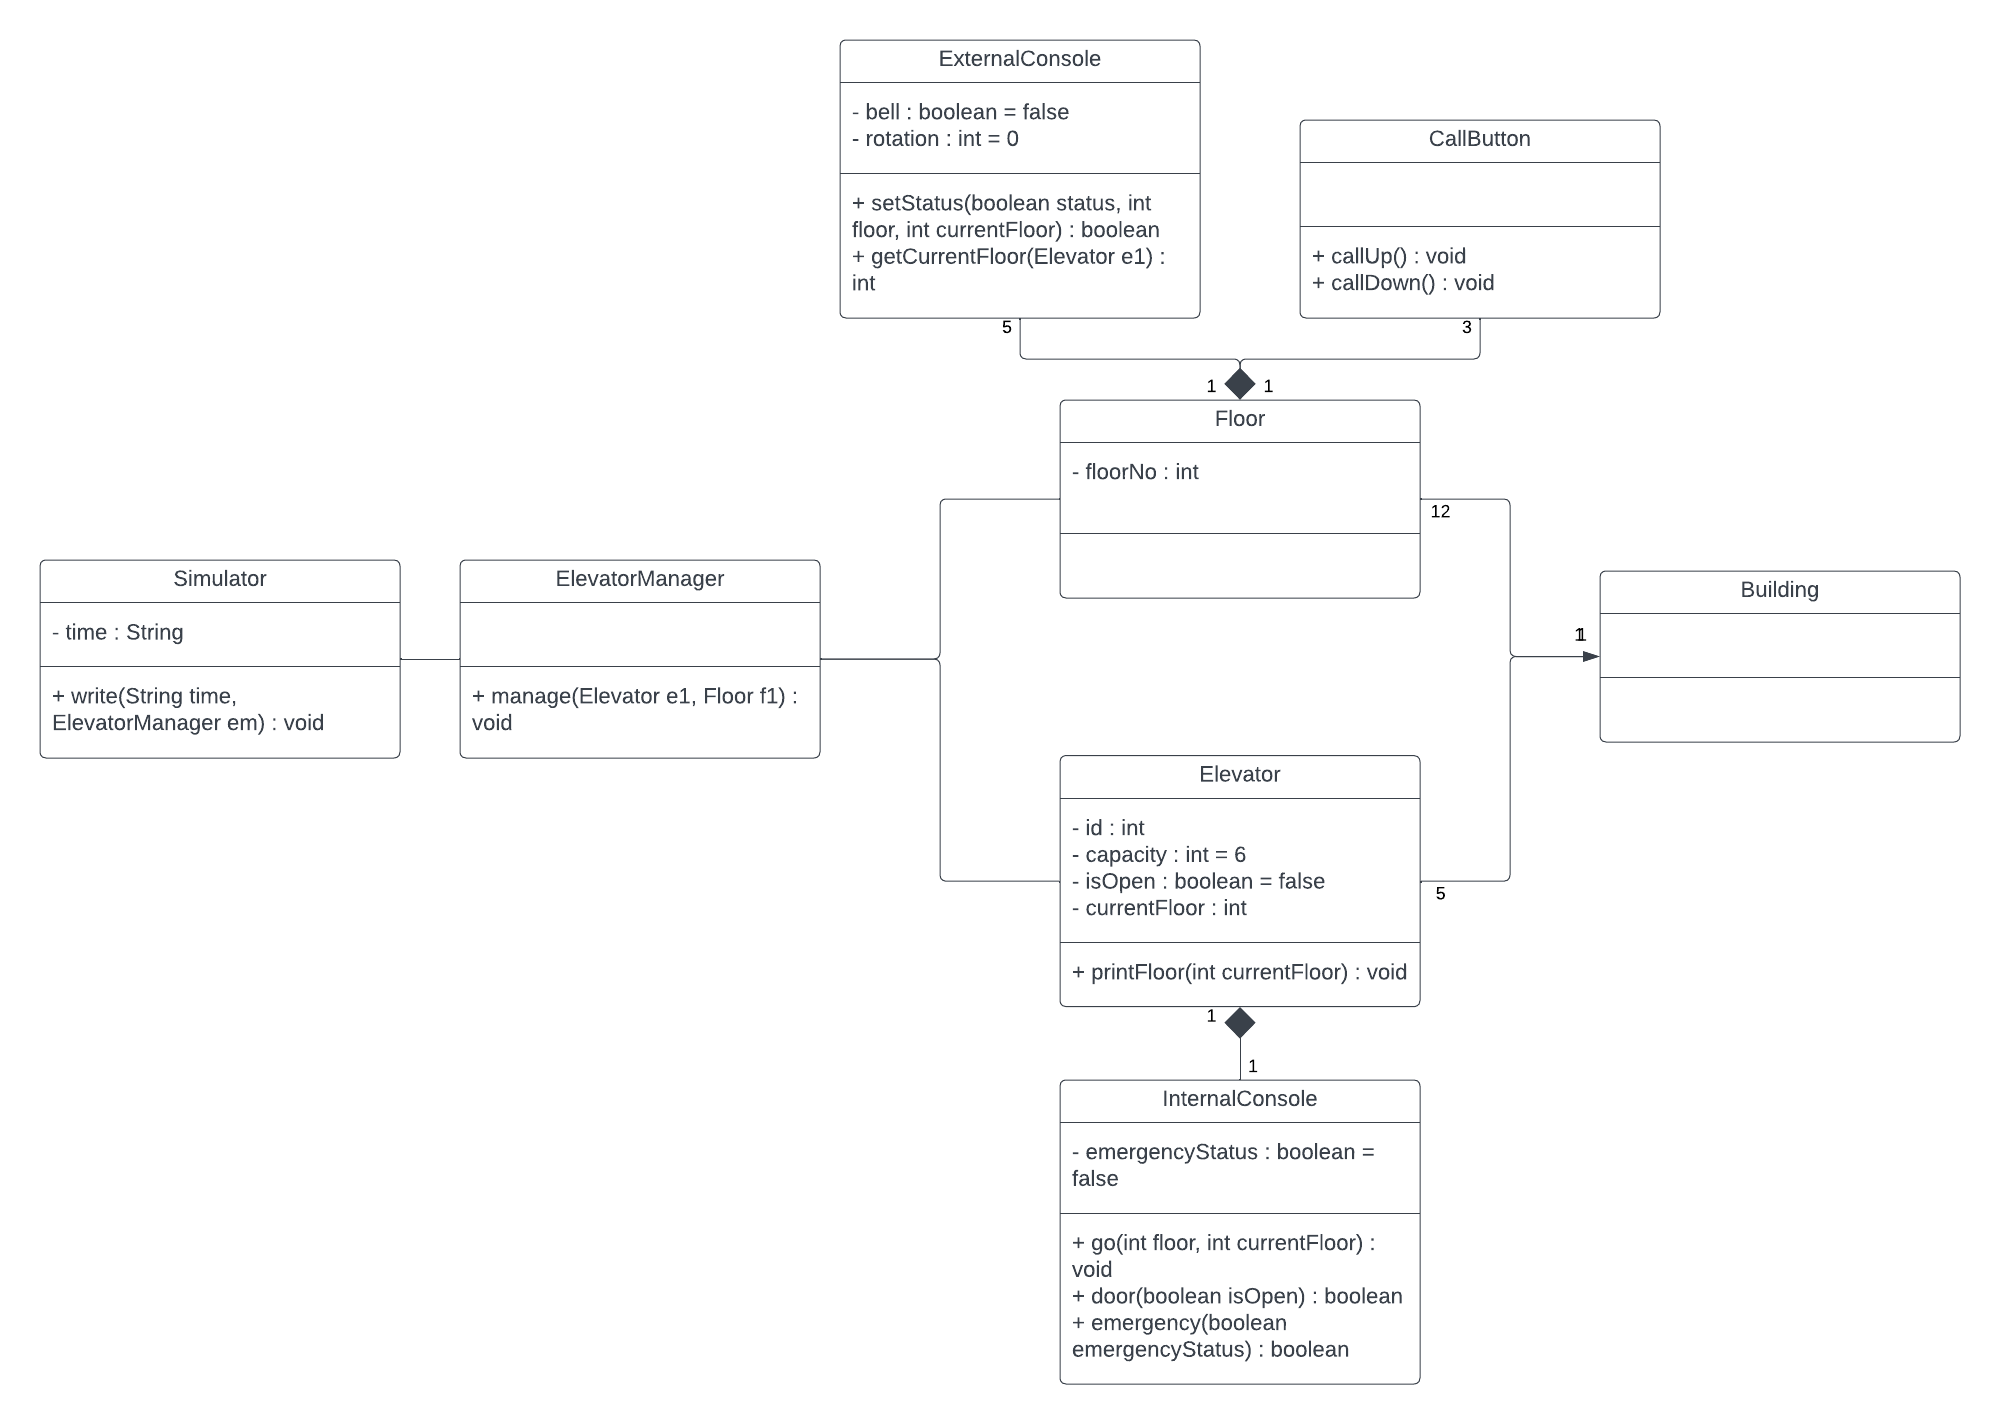 ExternalConsole
- bell : boolean = false
- rotation : int = 0
+ setStatus(boolean status, int
floor, int currentFloor) : boolean
+ getCurrentFloor(Elevator e1) :
int
5
CallButton
+ callUp() : void
+ callDown() : void
3
1
1
Floor
- floorNo : int
12
Simulator
- time : String
+ write(String time,
ElevatorManager em) : void
ElevatorManager
+ manage(Elevator e1, Floor f1) :
void
Building
1
1
Elevator
- id : int
- capacity : int = 6
- isOpen : boolean = false
- currentFloor : int
+ printFloor(int currentFloor) : void
5
1
1
InternalConsole
- emergencyStatus : boolean =
false
+ go(int floor, int currentFloor) :
void
+ door(boolean isOpen) : boolean
+ emergency(boolean
emergencyStatus) : boolean